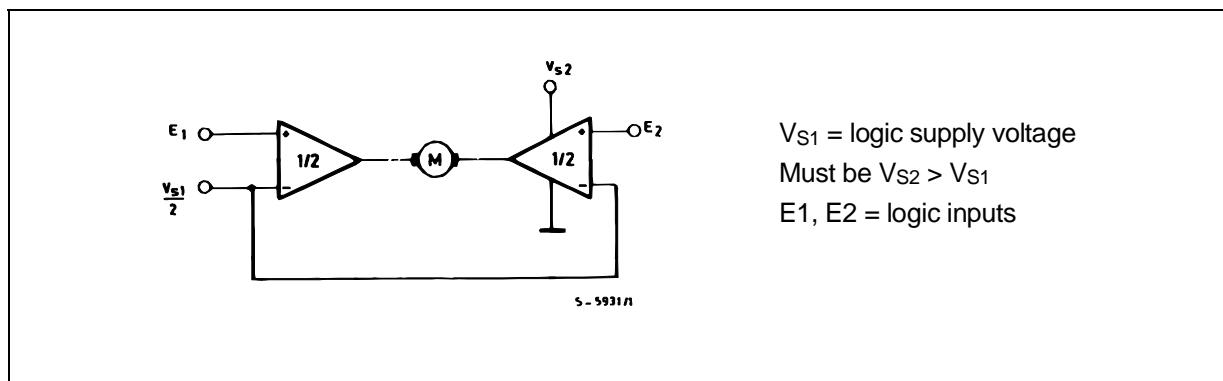 Vs2
E1
+
1/2
M
1/2
+
E2
Vs1
2
-
-
S-5931/1
VS1 = logic supply voltage
Must be VS2 > VS1
E1, E2 = logic inputs